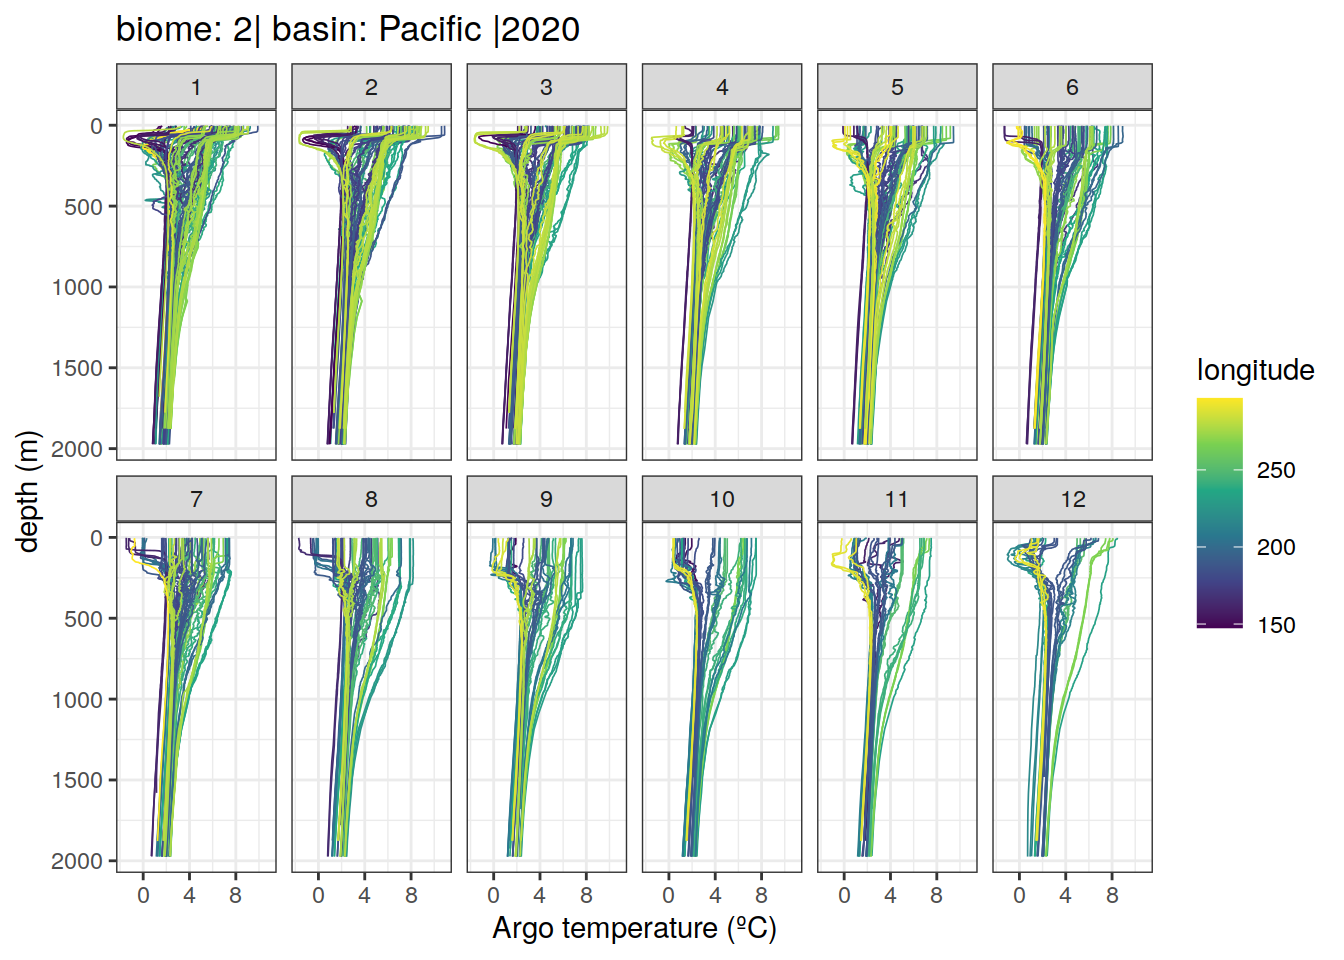 biome: 2| basin: Pacific |2020
1 2 3 4 5 6
0
500
1000
1500
2000
7 8 9 10 11 12
0
500
1000
1500
2000
0 4 8 0 4 8 0 4 8 0 4 8 0 4 8 0 4 8
Argo temperature (ºC)
depth (m)
longitude
250
200
150